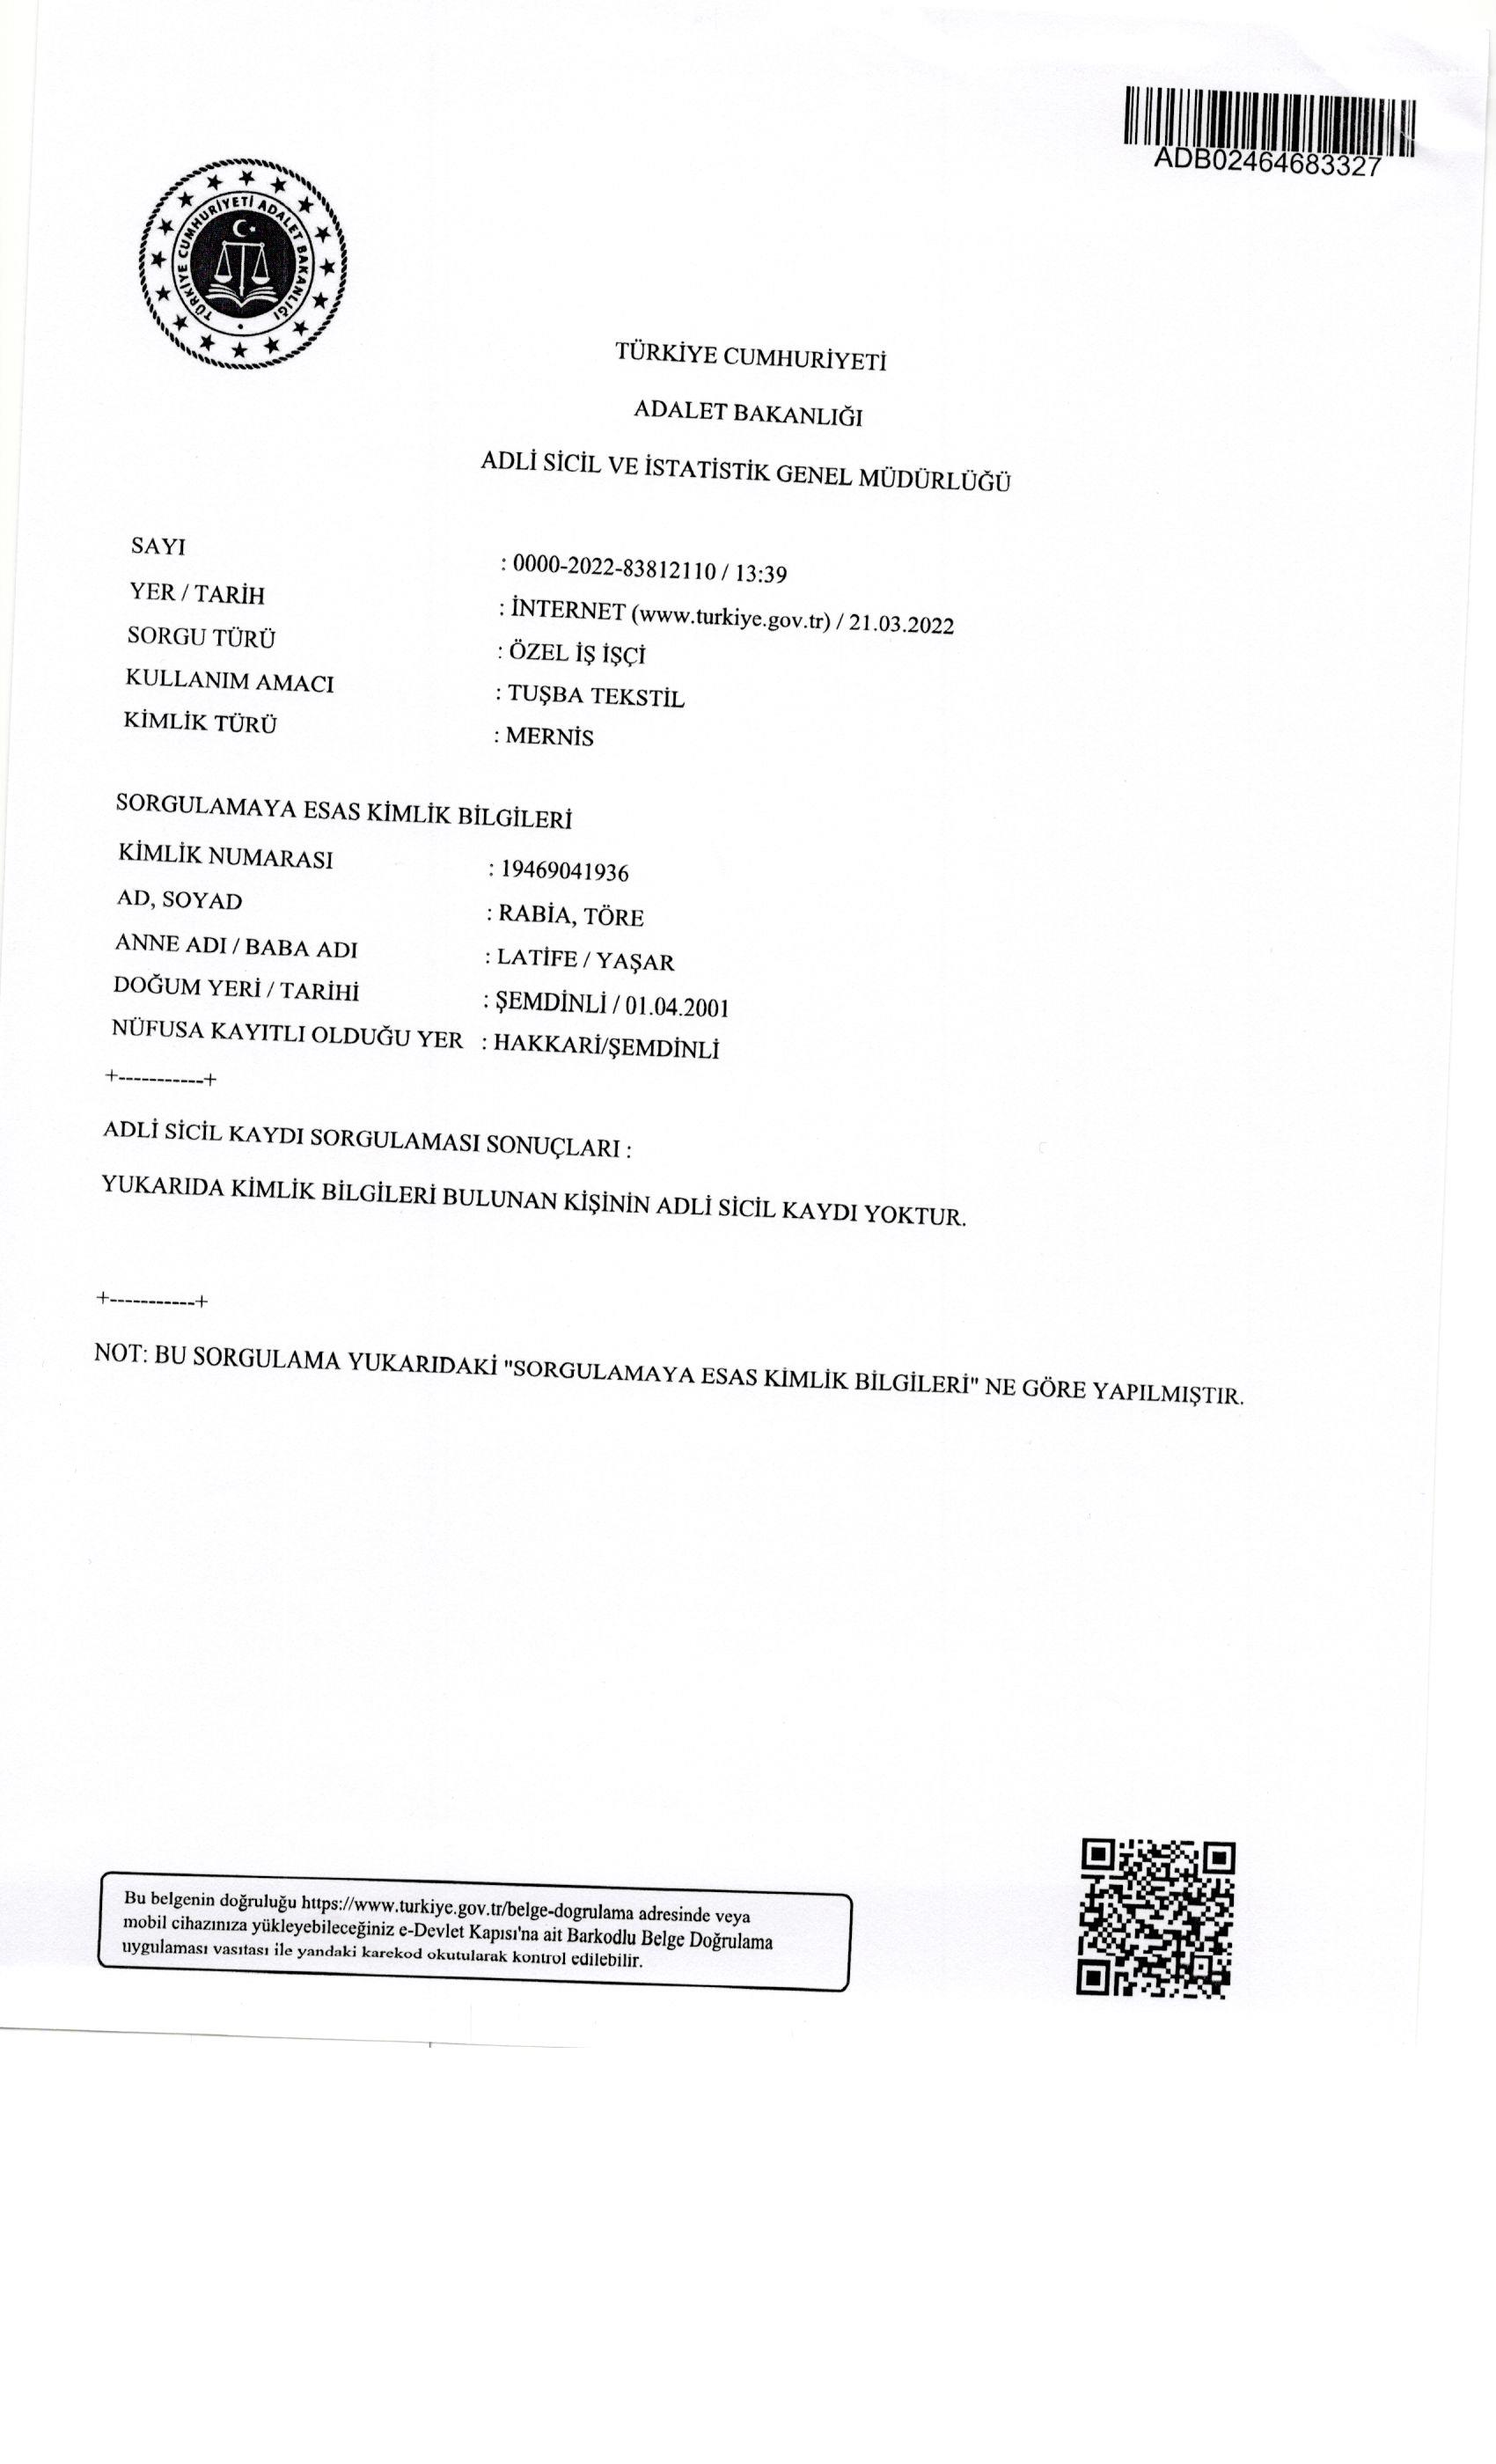 ADB02464683327
TÜRKİYE CUMHURİYETİ ADALET BAKANLIĞI
TÜRKİYE CUMHURİYETİ
ADALET BAKANLIĞI
ADLİ SİCİL VE İSTATİSTİK GENEL MÜDÜRLÜĞÜ
SAYI : 0000-2022-83812110 / 13:39
YER / TARİH : İNTERNET (www.turkiye.gov.tr) / 21.03.2022
SORGU TÜRÜ : ÖZEL İŞ İŞÇİ
KULLANIM AMACI : TUŞBA TEKSTİL
KİMLİK TÜRÜ : MERNİS
SORGULAMAYA ESAS KİMLİK BİLGİLERİ
KİMLİK NUMARASI : 19469041936
AD, SOYAD : RABİA, TÖRE
ANNE ADI / BABA ADI : LATİFE / YAŞAR
DOĞUM YERİ / TARİHİ : ŞEMDİNLİ / 01.04.2001
NÜFUSA KAYITLI OLDUĞU YER : HAKKARİ/ŞEMDİNLİ
+-----------+
ADLİ SİCİL KAYDI SORGULAMASI SONUÇLARI :
YUKARIDA KİMLİK BİLGİLERİ BULUNAN KİŞİNİN ADLİ SİCİL KAYDI YOKTUR.
+-----------+
NOT: BU SORGULAMA YUKARIDAKİ "SORGULAMAYA ESAS KİMLİK BİLGİLERİ" NE GÖRE YAPILMIŞTIR.
Bu belgenin doğruluğu https://www.turkiye.gov.tr/belge-dogrulama adresinde veya
mobil cihazınıza yükleyebileceğiniz e-Devlet Kapısı'na ait Barkodlu Belge Doğrulama
uygulaması vasıtası ile yandaki karekod okutularak kontrol edilebilir.